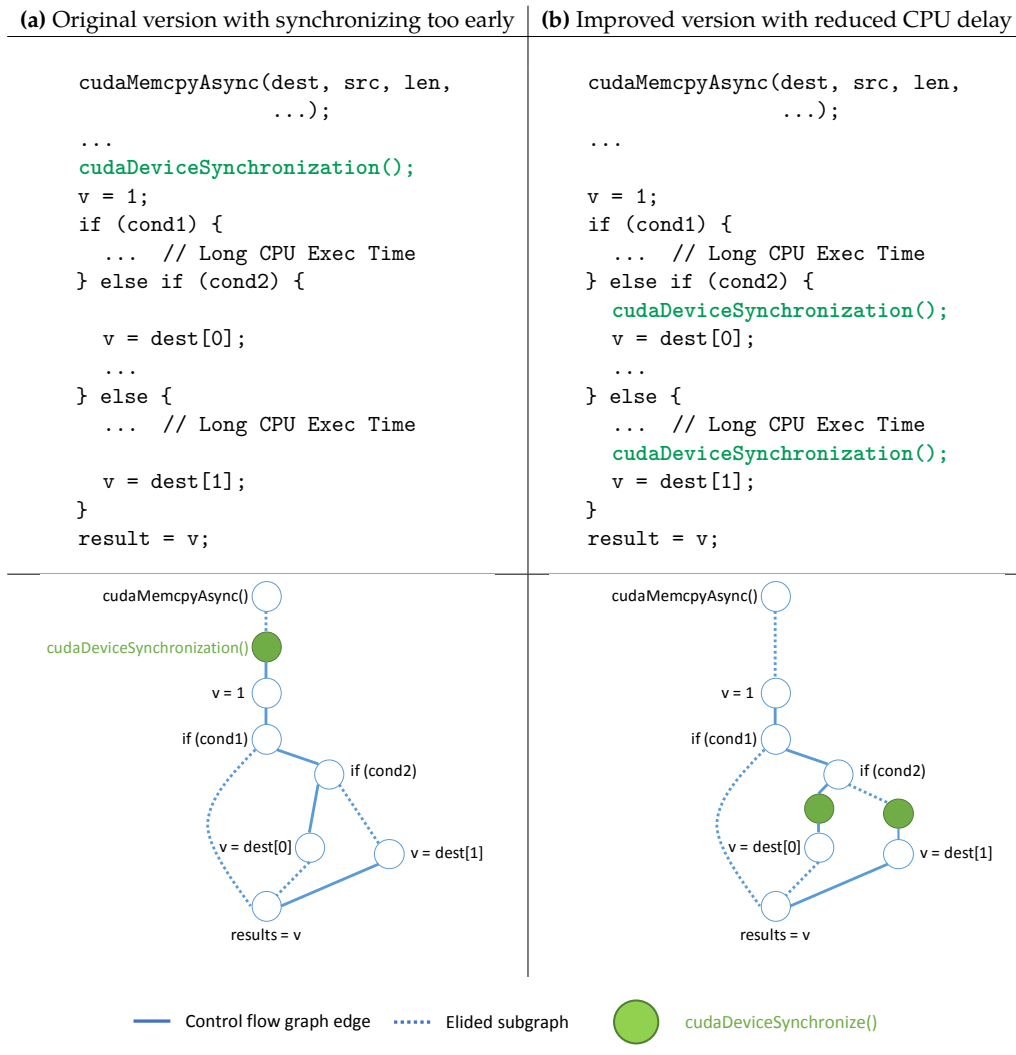 (a) Original version with synchronizing too early
(b) Improved version with reduced CPU delay
cudaMemcpyAsync(dest, src, len,
...);
...
cudaDeviceSynchronization();
v = 1;
if (cond1) {
... // Long CPU Exec Time
} else if (cond2) {
v = dest[0];
...
} else {
... // Long CPU Exec Time
v = dest[1];
}
result = v;
cudaMemcpyAsync(dest, src, len,
...);
...
v = 1;
if (cond1) {
... // Long CPU Exec Time
} else if (cond2) {
cudaDeviceSynchronization();
v = dest[0];
...
} else {
... // Long CPU Exec Time
cudaDeviceSynchronization();
v = dest[1];
}
result = v;
cudaMemcpyAsync()
cudaDeviceSynchronization()
v = 1
if (cond1)
if (cond2)
v = dest[0]
v = dest[1]
results = v
cudaMemcpyAsync()
v = 1
if (cond1)
if (cond2)
v = dest[0]
v = dest[1]
results = v
Control flow graph edge
Elided subgraph
cudaDeviceSynchronize()